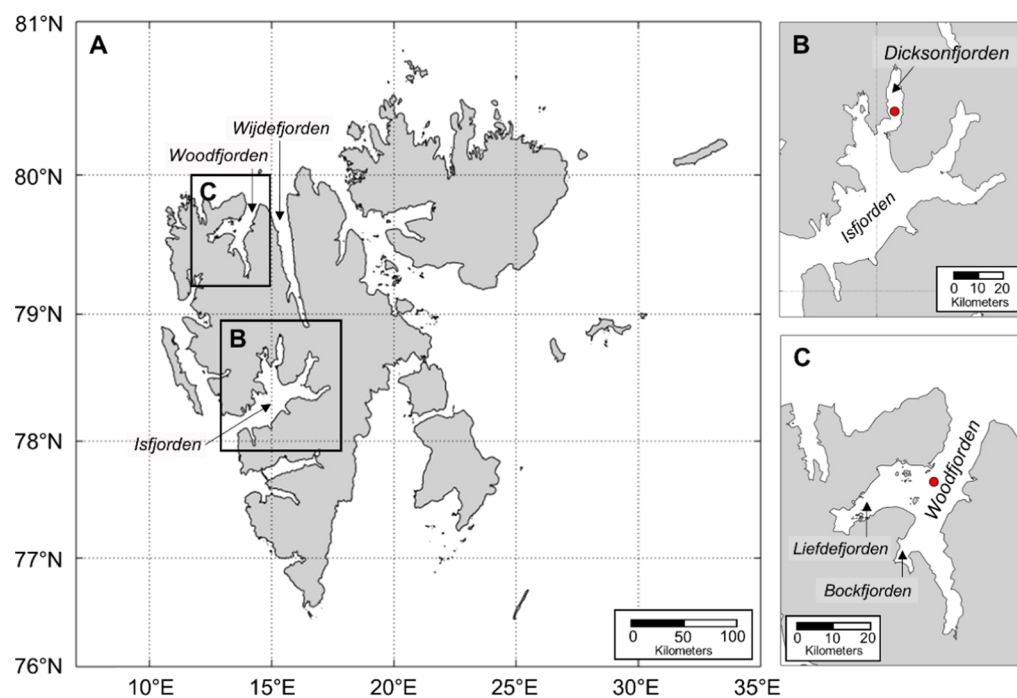 81°N
80°N
79°N
78°N
77°N
76°N
10°E
15°E
20°E
25°E
30°E
35°E
A
Wijdefjorden
Woodfjorden
C
B
Isfjorden
0 50 100
Kilometers
B
Dicksonfjorden
Isfjorden
0 10 20
Kilometers
C
Woodfjorden
Liefdefjorden
Bockfjorden
0 10 20
Kilometers